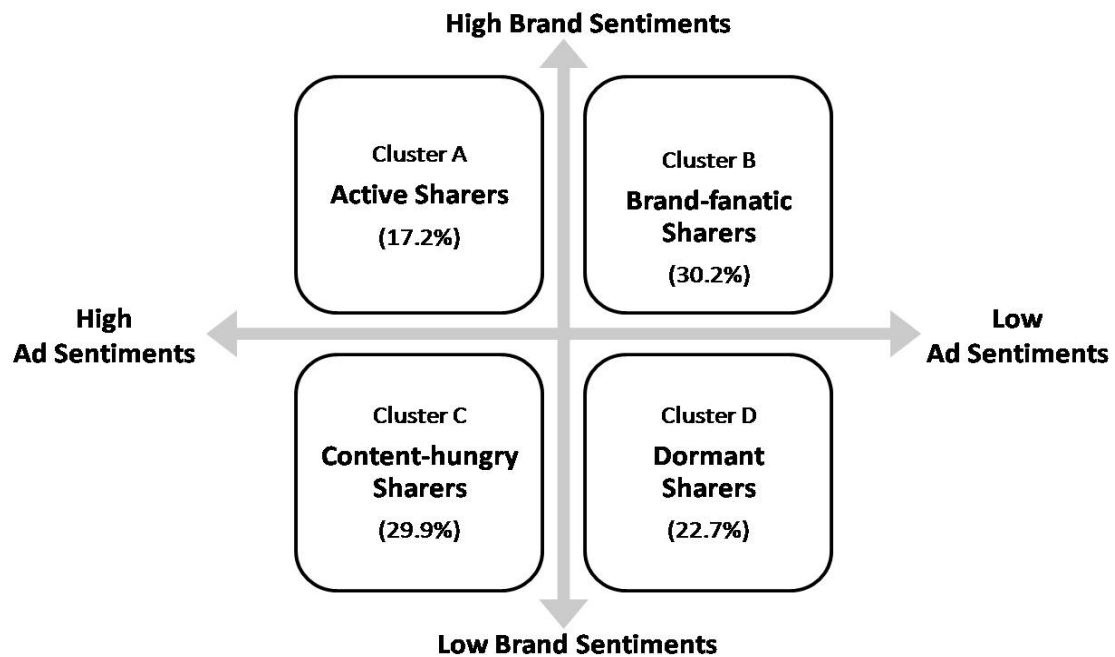 High Brand Sentiments
Cluster A
Active Sharers
(17.2%)
Cluster B
Brand-fanatic
Sharers
(30.2%)
High
Ad Sentiments
Low
Ad Sentiments
Cluster C
Content-hungry
Sharers
(29.9%)
Cluster D
Dormant
Sharers
(22.7%)
Low Brand Sentiments